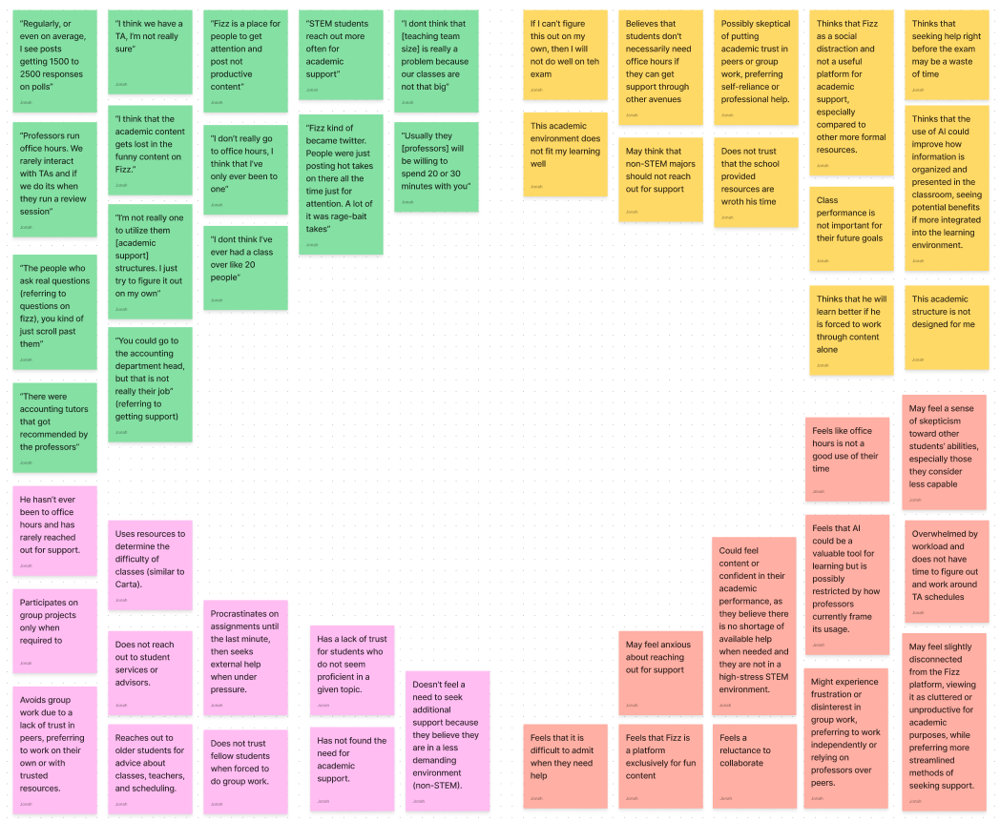 "Regularly, or
even on average,
I see posts
getting 1500 to
2500 responses
on polls"
Jonah
"Professors run
office hours. We
rarely interact
with TAs and if
we do its when
they run a review
session"
Jonah
"The people who
ask real questions
(referring to
questions on
fizz), you kind of
just scroll past
them"
Jonah
"There were
accounting tutors
that got
recommended by
the professors"
Jonah
"I think we have a
TA, I'm not really
sure"
Jonah
"I think that the
academic content
gets lost in the
funny content on
Fizz."
Jonah
"I'm not really one
to utilize them
[academic
support]
structures. I just
try to figure it out
on my own"
Jonah
"You could go to
the accounting
department head,
but that is not
really their job"
(referring to
getting support)
Jonah
"Fizz is a place for
people to get
attention and
post not
productive
content"
Jonah
"I don't really go
to office hours, I
think that I've
only ever been to
one"
Jonah
"I dont think I've
ever had a class
over like 20
people"
Jonah
"STEM students
reach out more
often for
academic
support"
Jonah
"Fizz kind of
became twitter.
People were just
posting hot takes
on there all the
time just for
attention. A lot of
it was rage-bait
takes"
Jonah
"I dont think that
[teaching team
size] is really a
problem because
our classes are
not that big"
Jonah
"Usually they
[professors] will
be willing to
spend 20 or 30
minutes with you"
Jonah
If I can't figure
this out on my
own, then I will
not do well on teh
exam
Jonah
This academic
environment does
not fit my learning
well
Jonah
Believes that
students don't
necessarily need
office hours if
they can get
support through
other avenues
Jonah
May think that
non-STEM majors
should not reach
out for support
Jonah
Possibly skeptical
of putting
academic trust in
peers or group
work, preferring
self-reliance or
professional help.
Jonah
Does not trust
that the school
provided
resources are
wroth his time
Jonah
Thinks that Fizz
as a social
distraction and
not a useful
platform for
academic
support,
especially
compared to
other more formal
resources.
Jonah
Class
performance is
not important for
their future goals
Jonah
Thinks that he will
learn better if he
is forced to work
through content
alone
Jonah
Thinks that
seeking help right
before the exam
may be a waste
of time
Jonah
Thinks that the
use of AI could
improve how
information is
organized and
presented in the
classroom, seeing
potential benefits
if more integrated
into the learning
environment.
Jonah
This academic
structure is not
designed for me
Jonah
He hasn't ever
been to office
hours and has
rarely reached
out for support.
Jonah
Participates on
group projects
only when
required to
Jonah
Avoids group
work due to a
lack of trust in
peers, preferring
to work on their
own or with
trusted
resources.
Jonah
Uses resources to
determine the
difficulty of
classes (similar to
Carta).
Jonah
Does not reach
out to student
services or
advisors.
Jonah
Reaches out to
older students for
advice about
classes, teachers,
and scheduling.
Jonah
Procrastinates on
assignments until
the last minute,
then seeks
external help
when under
pressure.
Jonah
Does not trust
fellow students
when forced to
do group work.
Jonah
Has a lack of trust
for students who
do not seem
proficient in a
given topic.
Jonah
Has not found the
need for
academic
support.
Jonah
Doesn't feel a
need to seek
additional
support because
they believe they
are in a less
demanding
environment
(non-STEM).
Jonah
Feels that it is
difficult to admit
when they need
help
Jonah
May feel anxious
about reaching
out for support
Jonah
Feels that Fizz is
a platform
exclusively for fun
content
Jonah
Could feel
content or
confident in their
academic
performance, as
they believe there
is no shortage of
available help
when needed and
they are not in a
high-stress STEM
environment.
Jonah
Feels a
reluctance to
collaborate
Jonah
Feels like office
hours is not a
good use of their
time
Jonah
Feels that AI
could be a
valuable tool for
learning but is
possibly
restricted by how
professors
currently frame
its usage.
Jonah
Might experience
frustration or
disinterest in
group work,
preferring to work
independently or
relying on
professors over
peers.
Jonah
May feel a sense
of skepticism
toward other
students' abilities,
especially those
they consider
less capable
Jonah
Overwhelmed by
workload and
does not have
time to figure out
and work around
TA schedules
Jonah
May feel slightly
disconnected
from the Fizz
platform, viewing
it as cluttered or
unproductive for
academic
purposes, while
preferring more
streamlined
methods of
seeking support.
Jonah